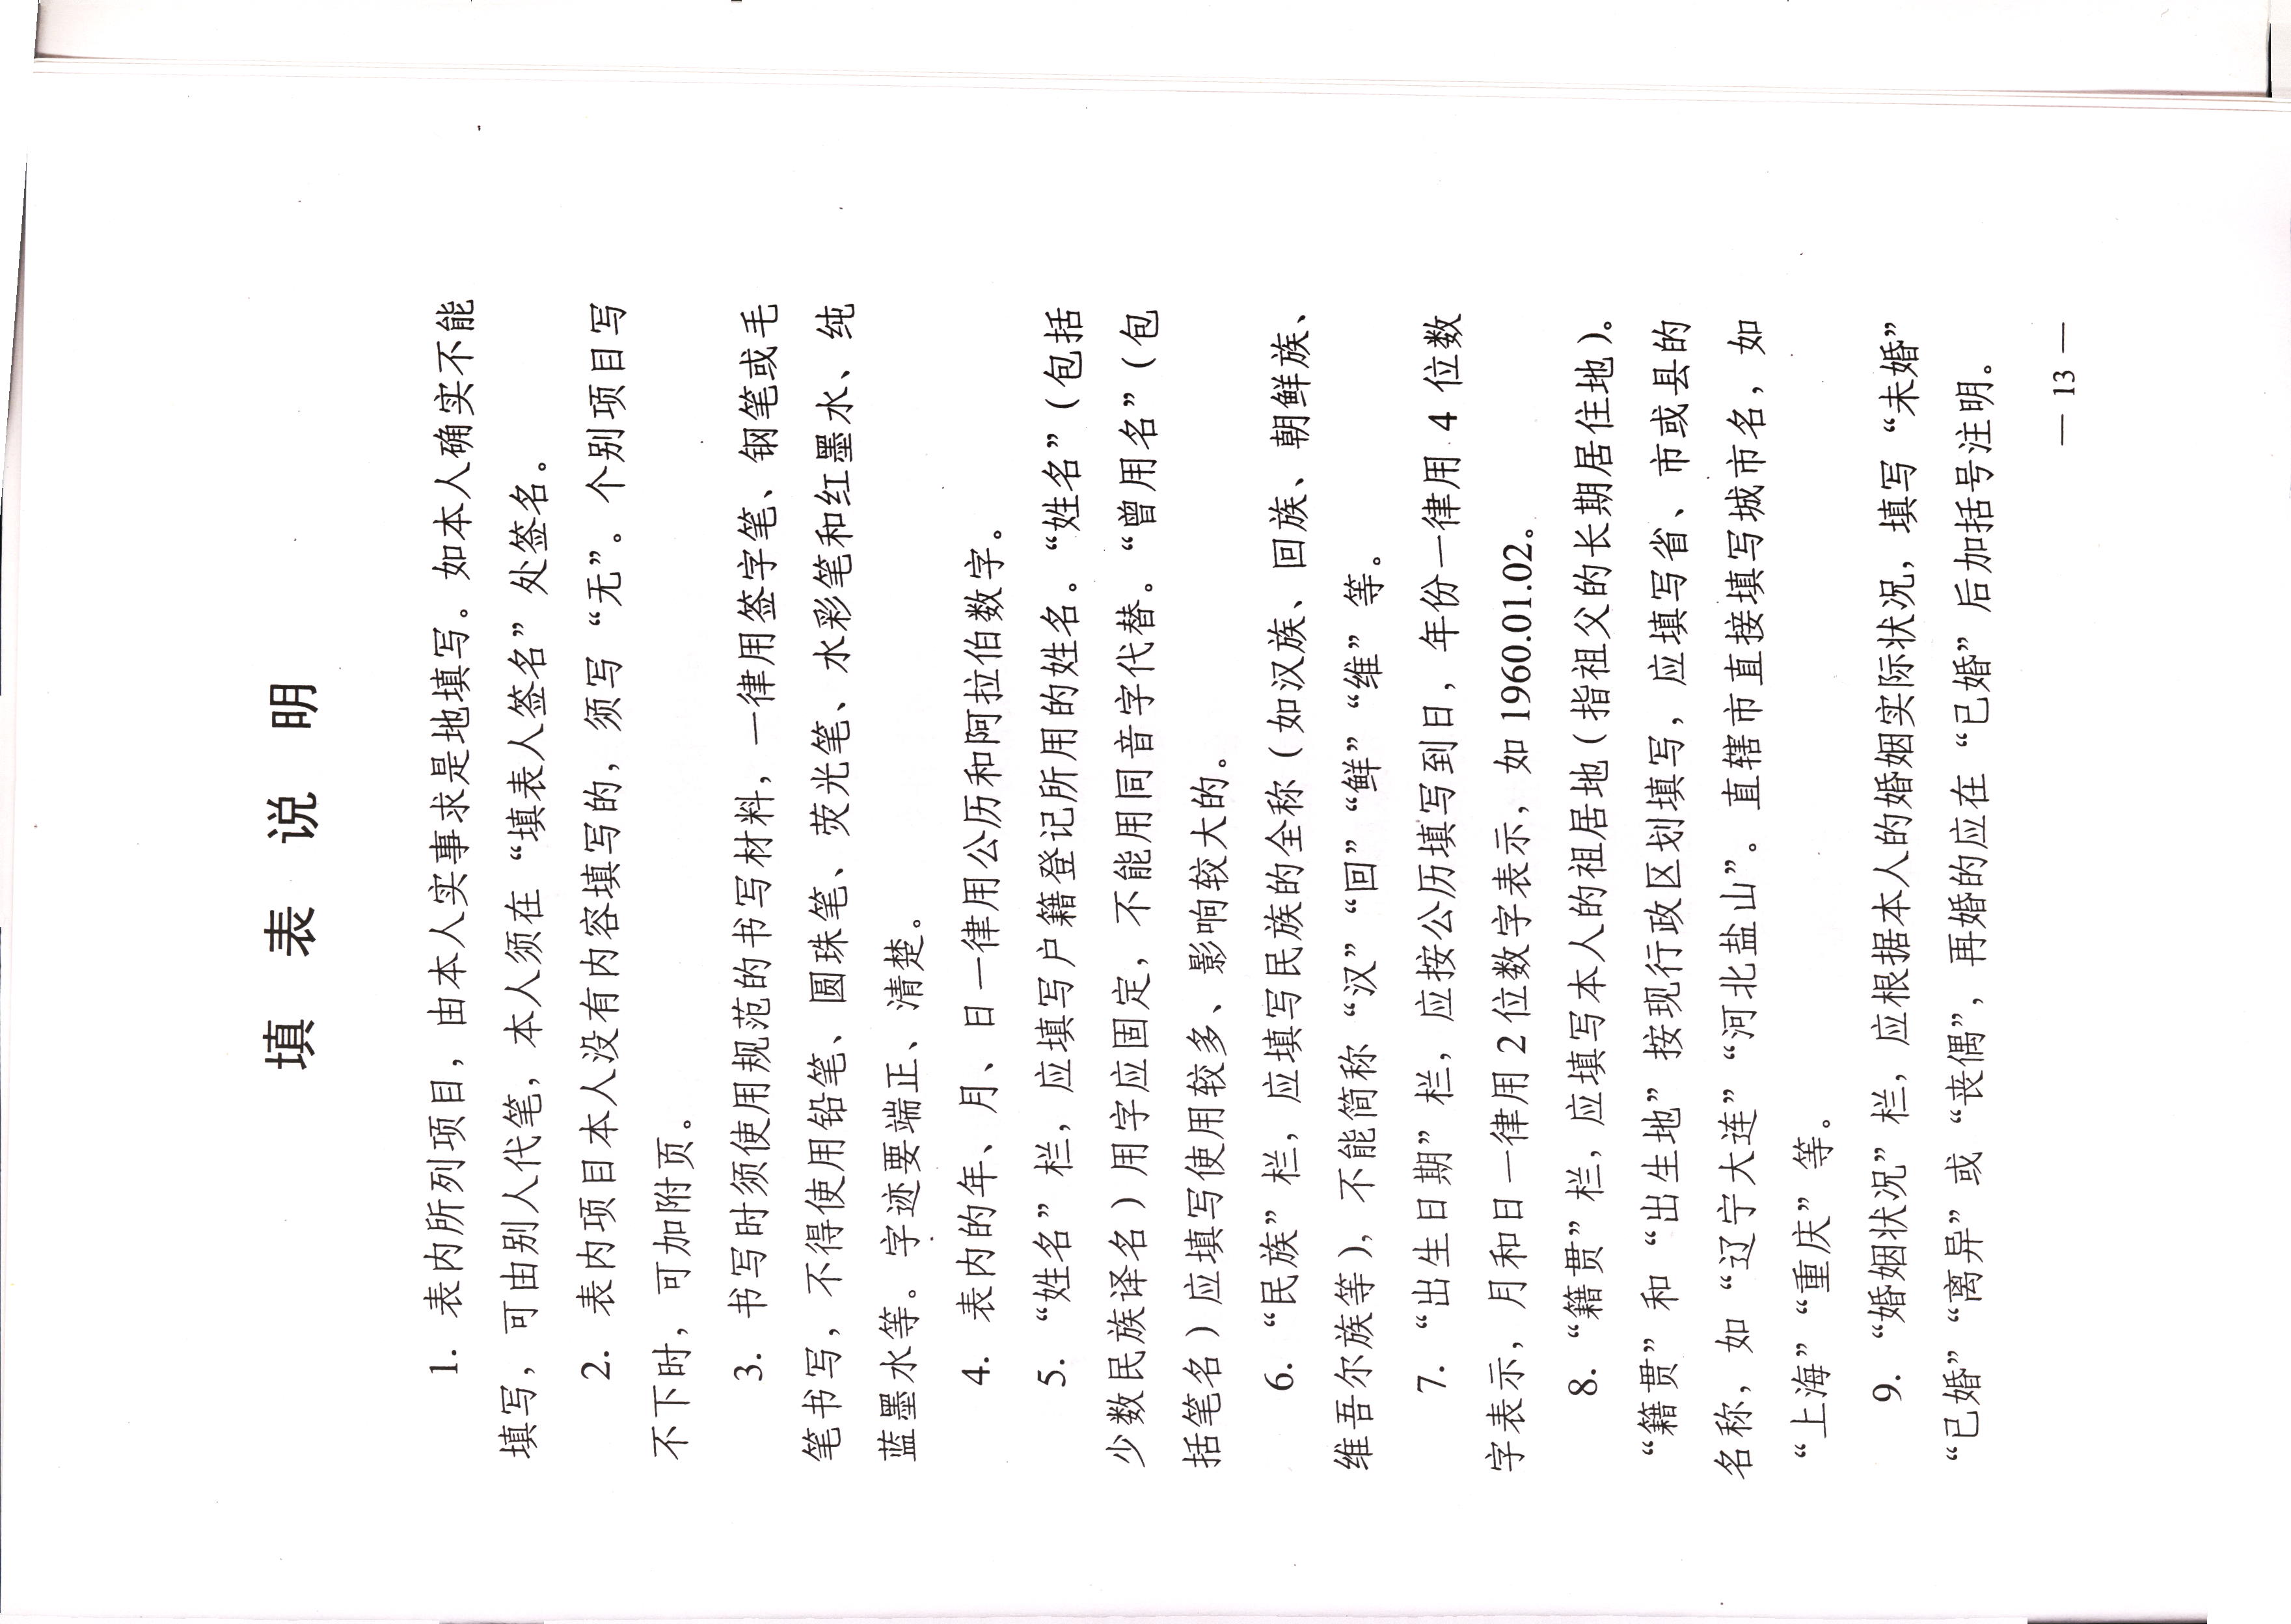 填 表 说 明
1. 表内所列项目，由本人实事求是地填写。如本人确实不能
填写，可由别人代笔，本人须在“填表人签名”处签名。
2. 表内项目本人没有内容填写的，须写“无”。个别项目写
不下时，可加附页。
3. 书写时须使用规范的书写材料，一律用签字笔、钢笔或毛
笔书写，不得使用铅笔、圆珠笔、荧光笔、水彩笔和红墨水、纯
蓝墨水等。字迹要端正、清楚。
4. 表内的年、月、日一律用公历和阿拉伯数字。
5. “姓名”栏，应填写户籍登记所用的姓名。“姓名”（包括
少数民族译名）用字应固定，不能用同音字代替。“曾用名”（包
括笔名）应填写使用较多、影响较大的。
6. “民族”栏，应填写民族的全称（如汉族、回族、朝鲜族、
维吾尔族等），不能简称“汉”“回”“鲜”“维”等。
7. “出生日期”栏，应按公历填写到日，年份一律用 4 位数
字表示，月和日一律用 2 位数字表示，如 1960.01.02。
8. “籍贯”栏，应填写本人的祖居地（指祖父的长期居住地）。
“籍贯”和“出生地”按现行政区划填写，应填写省、市或县的
名称，如“辽宁大连”“河北盐山”。直辖市直接填写城市名，如
“上海”“重庆”等。
9. “婚姻状况”栏，应根据本人的婚姻实际状况，填写“未婚”
“已婚”“离异”或“丧偶”，再婚的应在“已婚”后加括号注明。
— 13 —